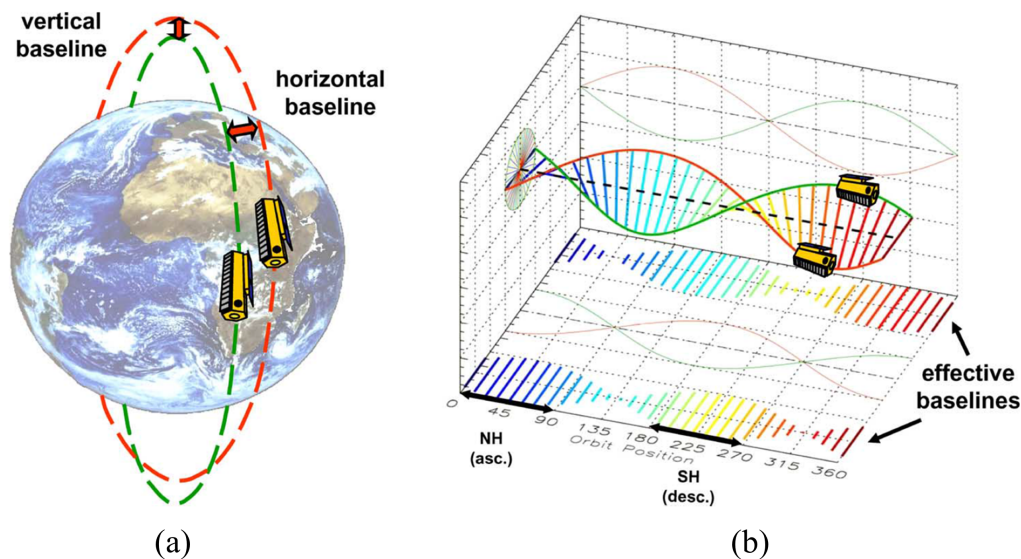 vertical
baseline
horizontal
baseline
effective
baselines
0
45
90
135
180
225
270
315
360
Orbit Position
NH
(asc.)
SH
(desc.)
(a)
(b)